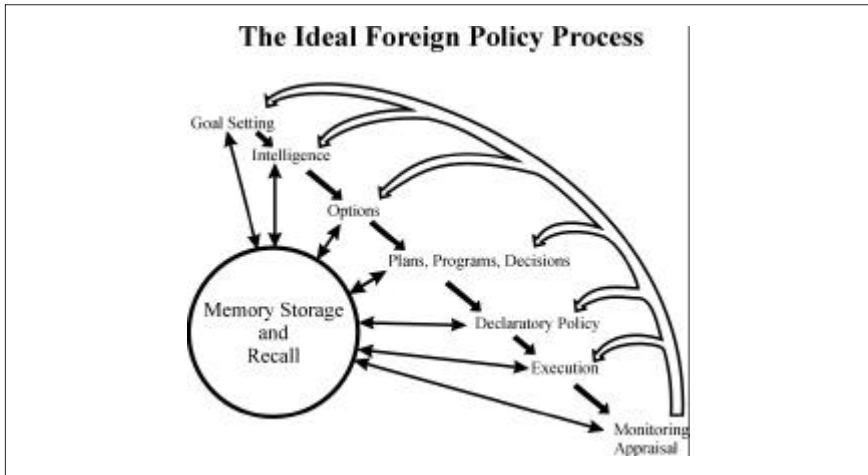 The Ideal Foreign Policy Process
Goal Setting
Intelligence
Options
Plans, Programs, Decisions
Memory Storage
and
Recall
Declaratory Policy
Execution
Monitoring
Appraisal